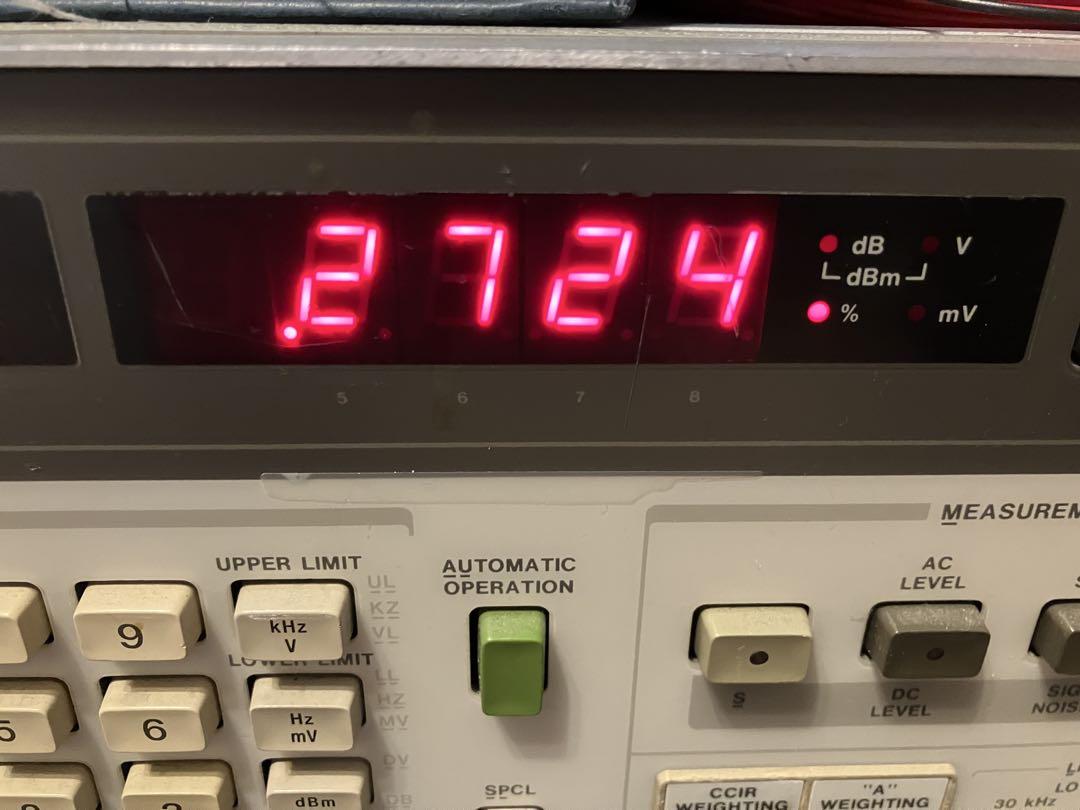 .2724
dB V
dBm
% mV
5 6 7 8
MEASUREM
UPPER LIMIT
UL
AUTOMATIC
OPERATION
AC
LEVEL
KZ
9
kHz
V
VL
LOWER LIMIT
LL
S
DC
LEVEL
SIG
NOIS
5
6
Hz
mV
HZ
MV
DV
dBm
SPCL
CCIR
WEIGHTING
"A"
WEIGHTING
LO
30 kHz